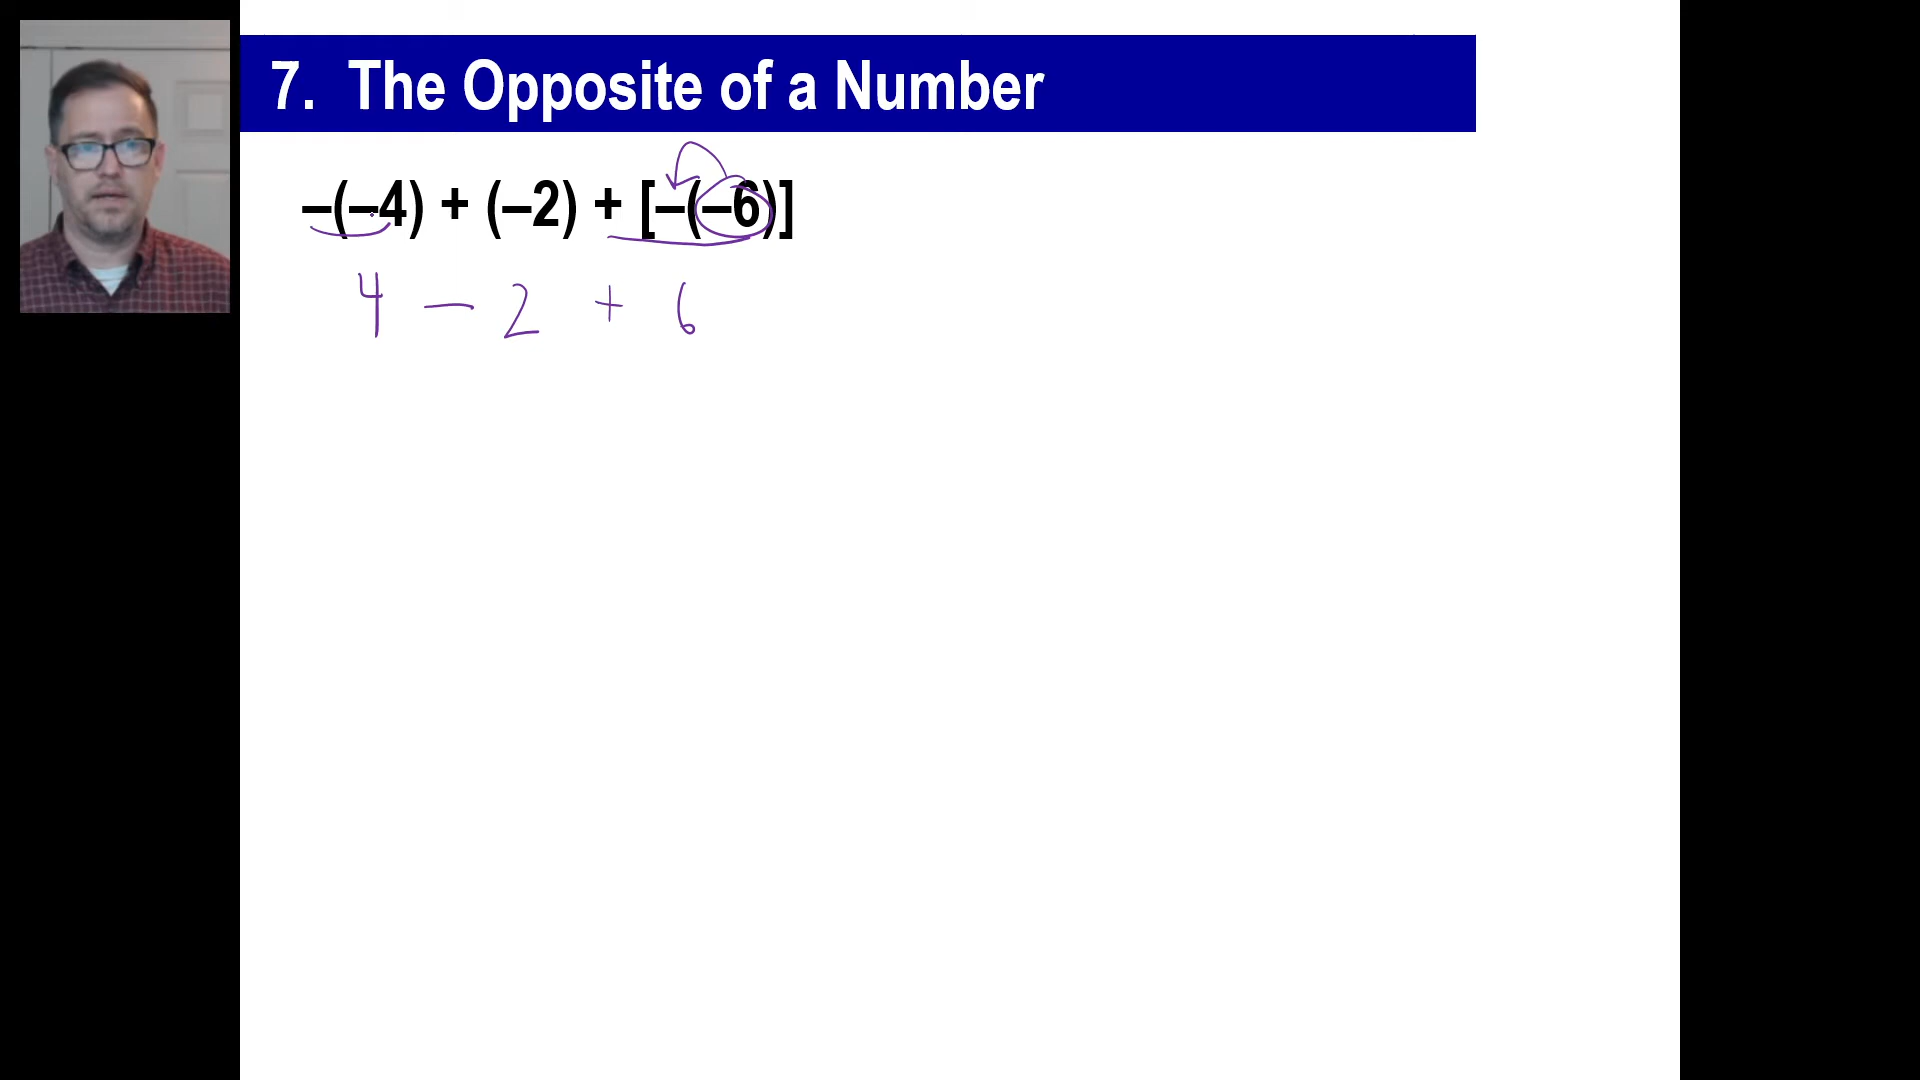 7. The Opposite of a Number
–(–4) + (–2) + [–(–6)]
4 – 2 + 6